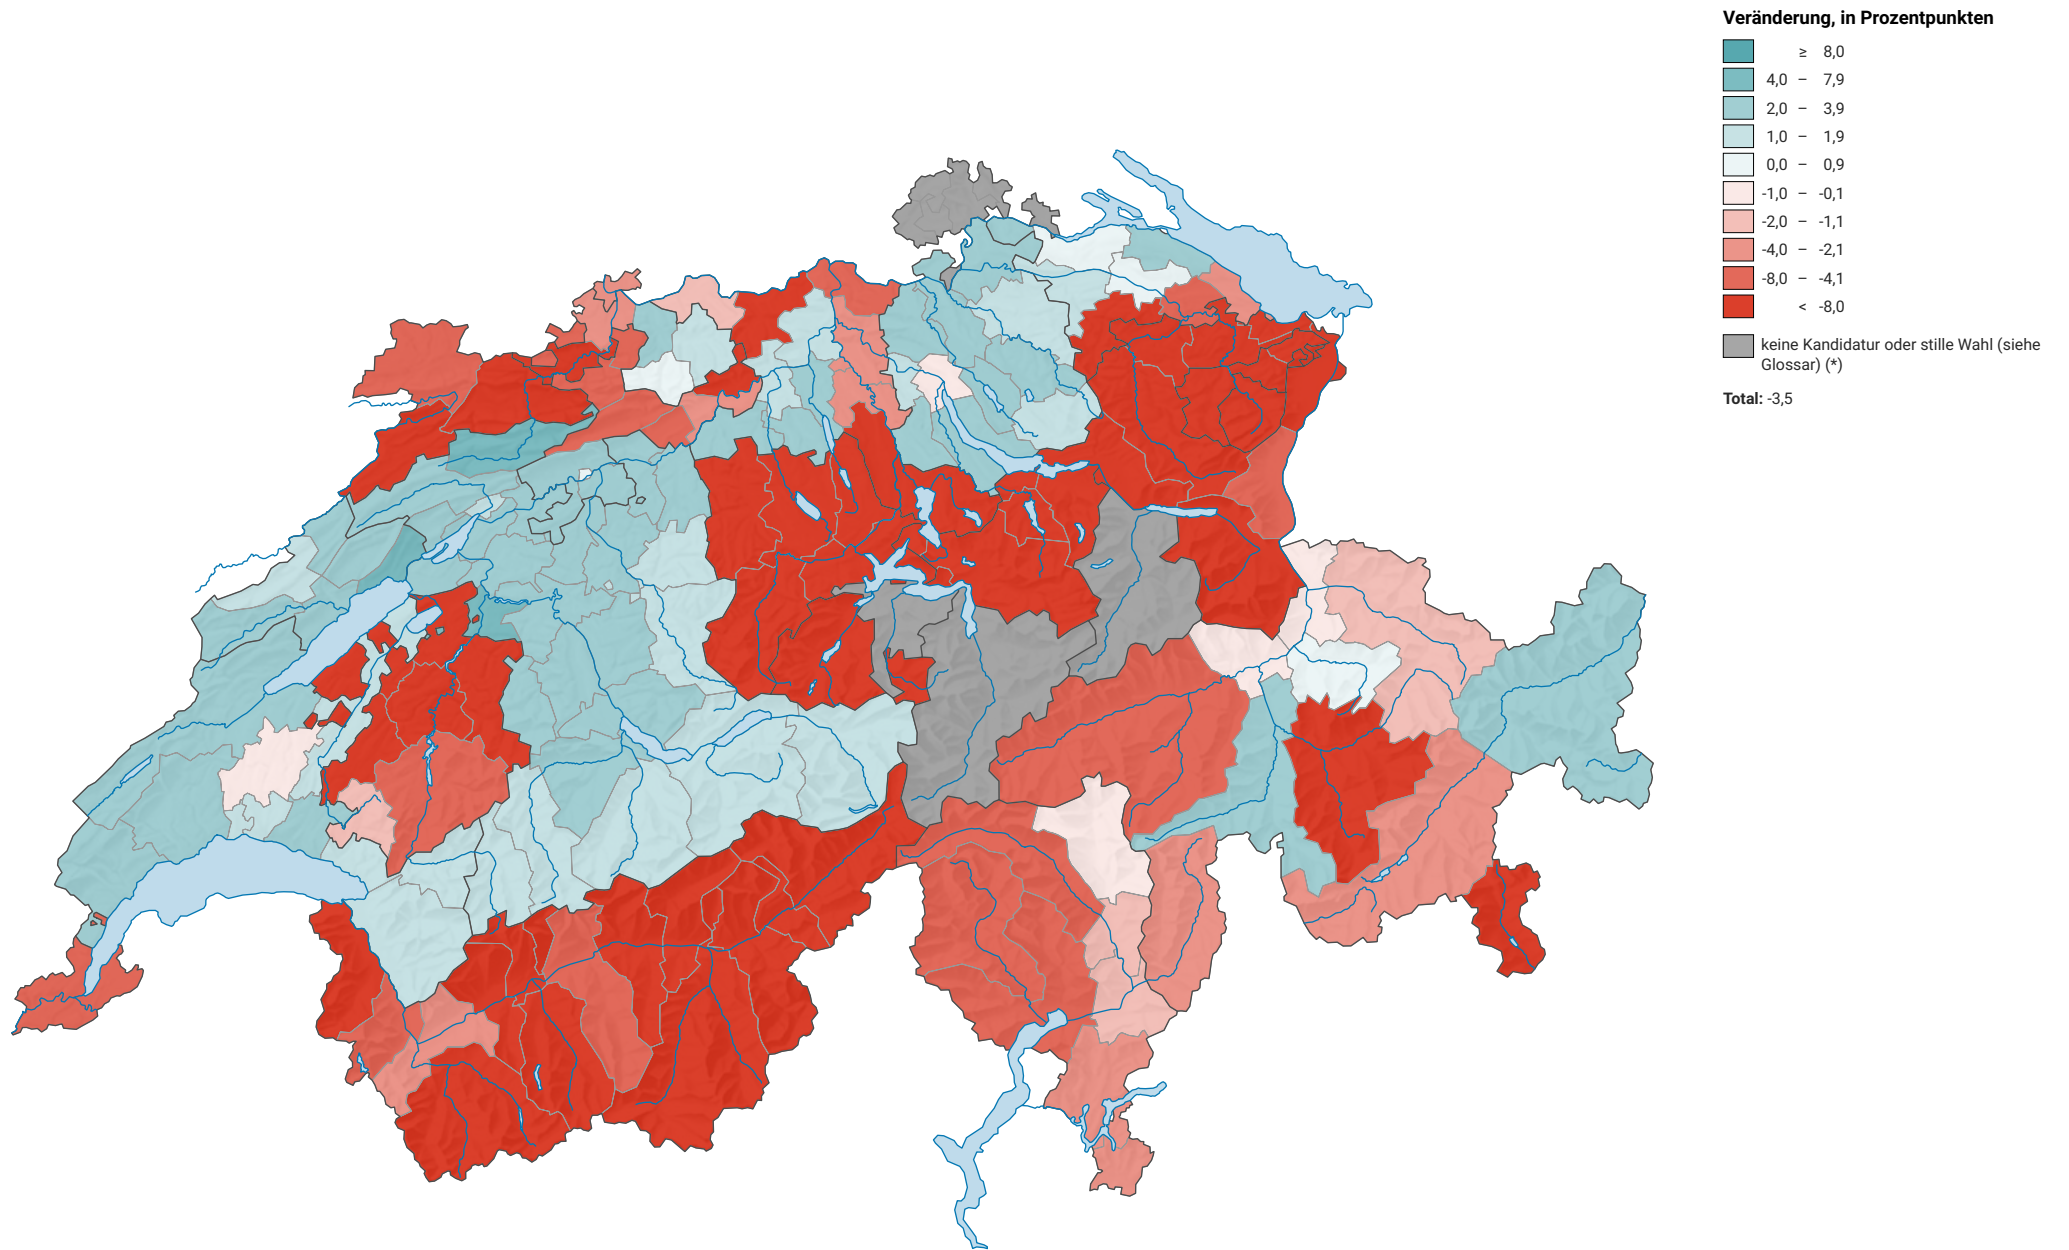 Veränderung, in Prozentpunkten
≥ 8,0
4,0 – 7,9
2,0 – 3,9
1,0 – 1,9
0,0 – 0,9
-1,0 – -0,1
-2,0 – -1,1
-4,0 – -2,1
-8,0 – -4,1
< -8,0
keine Kandidatur oder stille Wahl (siehe
Glossar) (*)
Total: -3,5